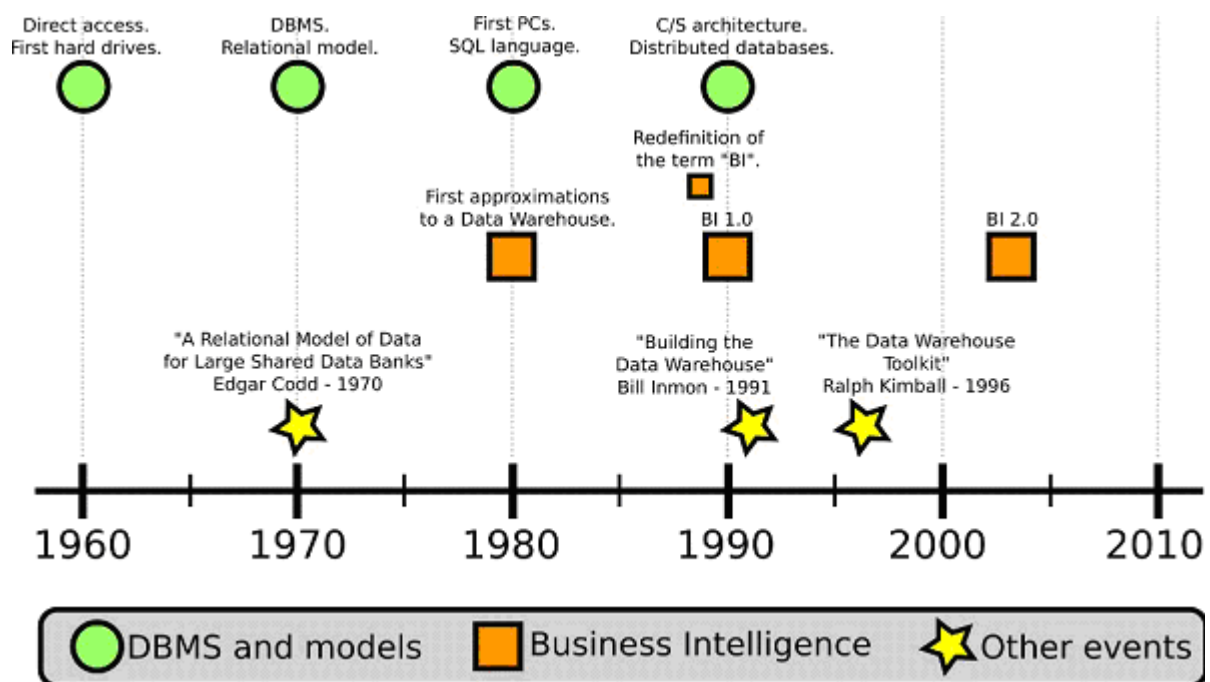 Direct access.
First hard drives.
DBMS.
Relational model.
First PCs.
SQL language.
C/S architecture.
Distributed databases.
Redefinition of
the term "BI".
First approximations
to a Data Warehouse.
BI 1.0
BI 2.0
"A Relational Model of Data
for Large Shared Data Banks"
Edgar Codd - 1970
"Building the
Data Warehouse"
Bill Inmon - 1991
"The Data Warehouse
Toolkit"
Ralph Kimball - 1996
1960
1970
1980
1990
2000
2010
DBMS and models
Business Intelligence
Other events